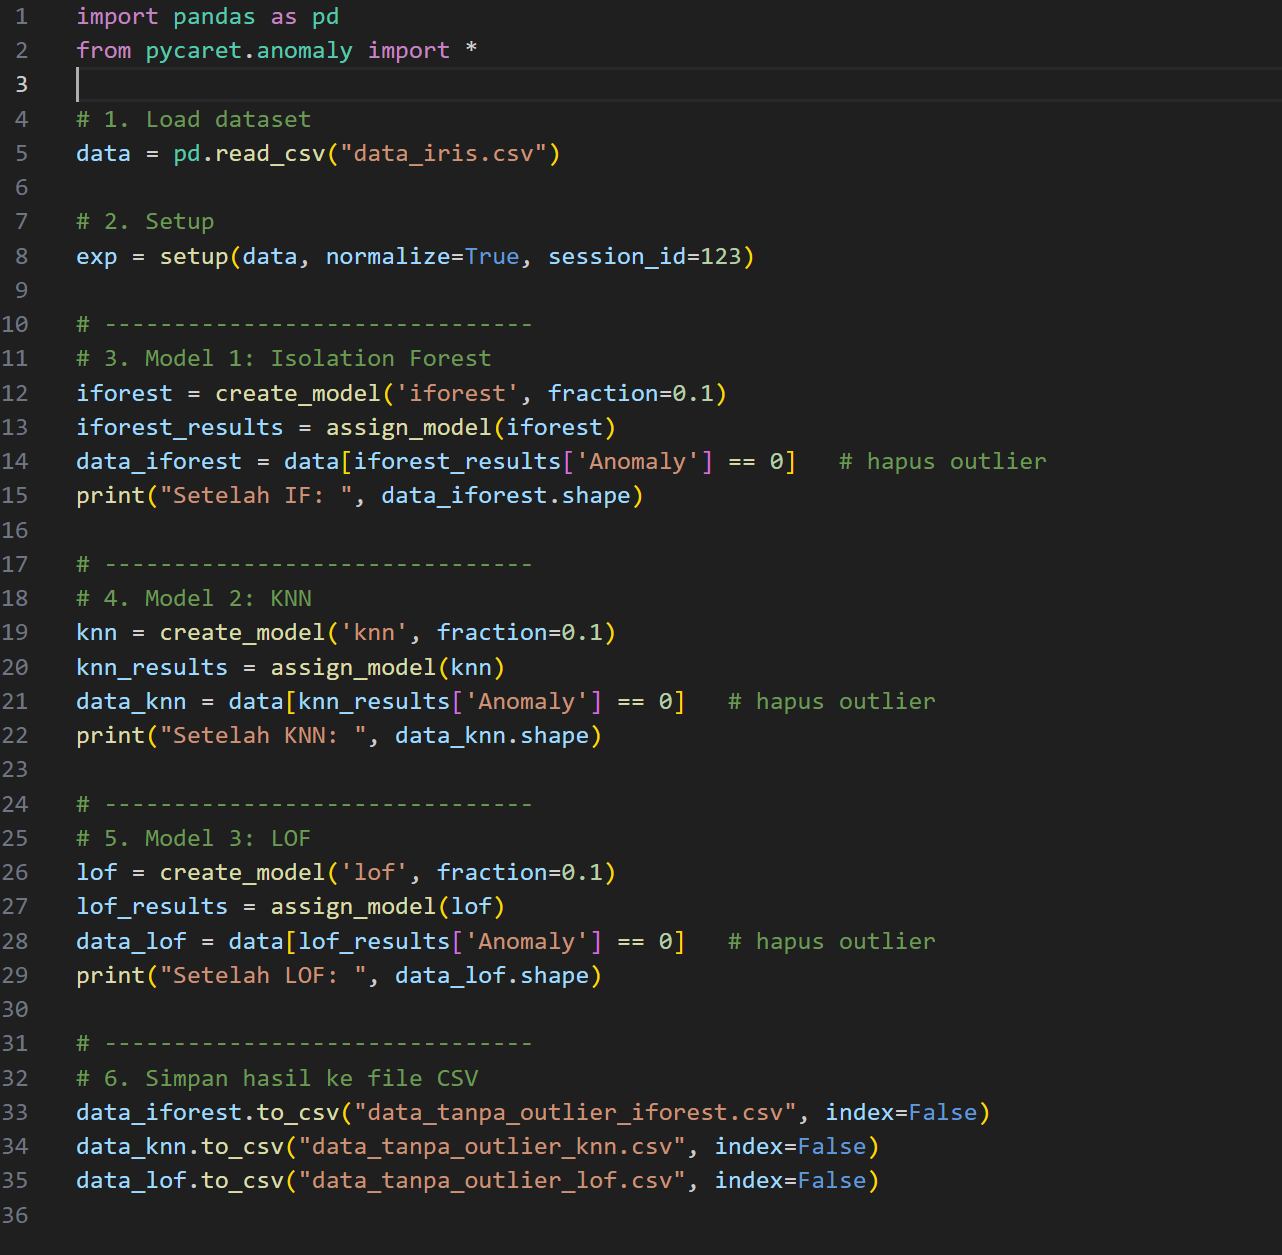 1 import pandas as pd
2 from pycaret.anomaly import *
3
4 # 1. Load dataset
5 data = pd.read_csv("data_iris.csv")
6
7 # 2. Setup
8 exp = setup(data, normalize=True, session_id=123)
9
10 # -------------------------------
11 # 3. Model 1: Isolation Forest
12 iforest = create_model('iforest', fraction=0.1)
13 iforest_results = assign_model(iforest)
14 data_iforest = data[iforest_results['Anomaly'] == 0]   # hapus outlier
15 print("Setelah IF: ", data_iforest.shape)
16
17 # -------------------------------
18 # 4. Model 2: KNN
19 knn = create_model('knn', fraction=0.1)
20 knn_results = assign_model(knn)
21 data_knn = data[knn_results['Anomaly'] == 0]   # hapus outlier
22 print("Setelah KNN: ", data_knn.shape)
23
24 # -------------------------------
25 # 5. Model 3: LOF
26 lof = create_model('lof', fraction=0.1)
27 lof_results = assign_model(lof)
28 data_lof = data[lof_results['Anomaly'] == 0]   # hapus outlier
29 print("Setelah LOF: ", data_lof.shape)
30
31 # -------------------------------
32 # 6. Simpan hasil ke file CSV
33 data_iforest.to_csv("data_tanpa_outlier_iforest.csv", index=False)
34 data_knn.to_csv("data_tanpa_outlier_knn.csv", index=False)
35 data_lof.to_csv("data_tanpa_outlier_lof.csv", index=False)
36